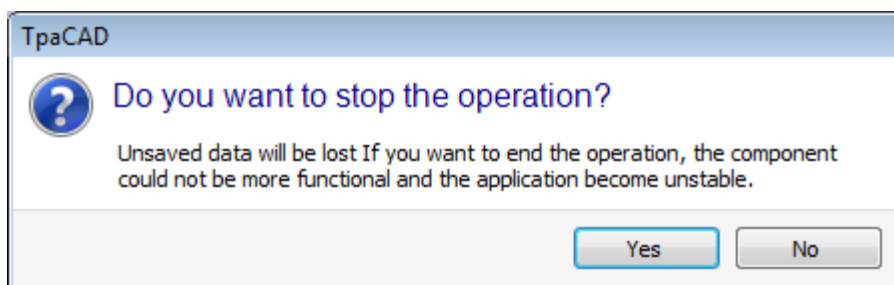 TpaCAD
Do you want to stop the operation?
Unsaved data will be lost If you want to end the operation, the component
could not be more functional and the application become unstable.
Yes No